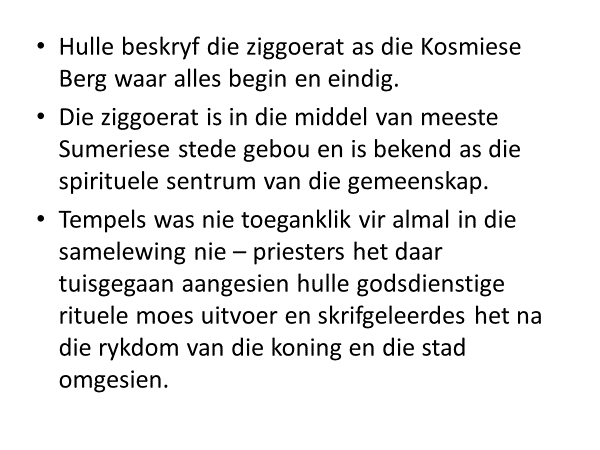 • Hulle beskryf die ziggoerat as die Kosmiese
Berg waar alles begin en eindig.
• Die ziggoerat is in die middel van meeste
Sumeriese stede gebou en is bekend as die
spirituele sentrum van die gemeenskap.
• Tempels was nie toeganklik vir almal in die
samelewing nie – priesters het daar
tuisgegaan aangesien hulle godsdienstige
rituele moes uitvoer en skrifgeleerdes het na
die rykdom van die koning en die stad
omgesien.